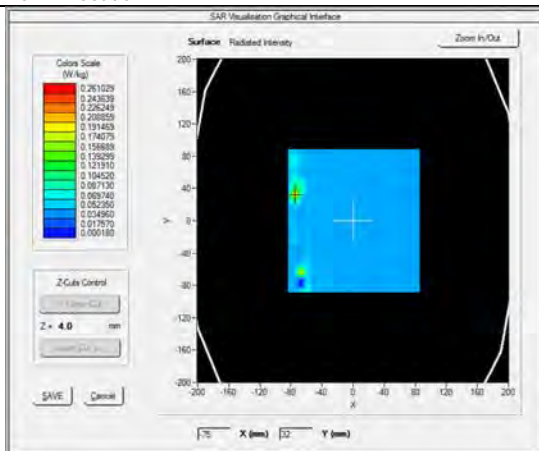 SAR Visualisation Graphical Interface
Surface Radiated Intensity
Zoom In/Out
Colors Scale
(W/kg)
0.261029
0.243639
0.226249
0.208859
0.191469
0.174079
0.156689
0.139299
0.121910
0.104520
0.087130
0.069740
0.052350
0.034960
0.017570
0.000180
200
160
120
80
40
0
-40
-80
-120
-160
-200
Y
-200 -160 -120 -80 -40 0 40 80 120 160 200
X
Z-Cuts Control
Z = 4.0 mm
SAVE Cancel
-75 X (mm) 32 Y (mm)